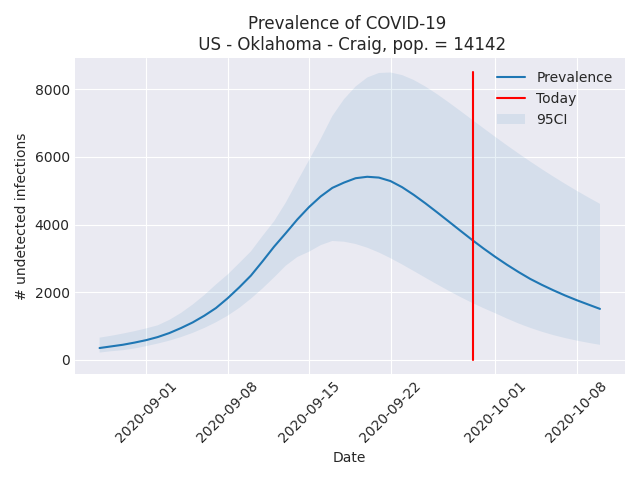 Prevalence of COVID-19
US - Oklahoma - Craig, pop. = 14142
Prevalence
Today
95CI
# undetected infections
8000
6000
4000
2000
0
2020-09-01
2020-09-08
2020-09-15
2020-09-22
2020-10-01
2020-10-08
Date